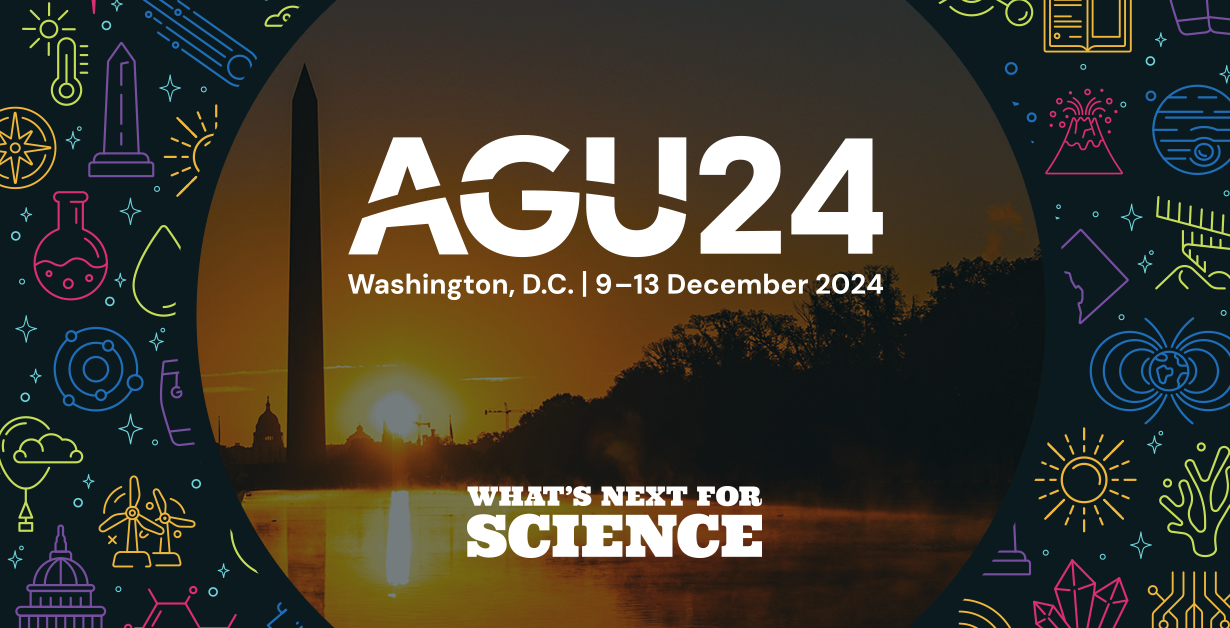 AGU24
Washington, D.C. | 9–13 December 2024
WHAT'S NEXT FOR
SCIENCE